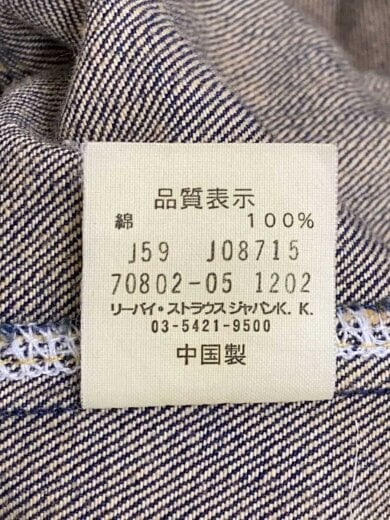 品質表示
綿 100%
J59 J08715
70802-05 1202
リーバイ・ストラウス ジャパンK. K.
03-5421-9500
中国製